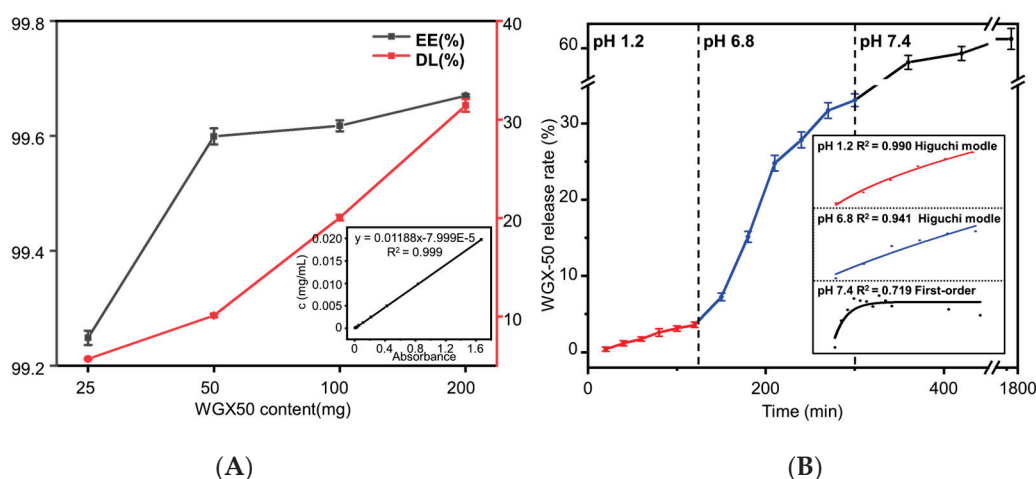 99.8
99.6
99.4
99.2
40
30
20
10
EE(%)
DL(%)
25
50
100
200
WGX50 content(mg)
c (mg/mL)
0.020
0.015
0.010
0.005
0
y = 0.01188x-7.999E-5
R² = 0.999
0
0.4
0.8
1.2
1.6
Absorbance
(A)
WGX-50 release rate (%)
60
30
20
10
0
pH 1.2
pH 6.8
pH 7.4
pH 1.2 R² = 0.990 Higuchi modle
pH 6.8 R² = 0.941 Higuchi modle
pH 7.4 R² = 0.719 First-order
0
200
400
1800
Time (min)
(B)